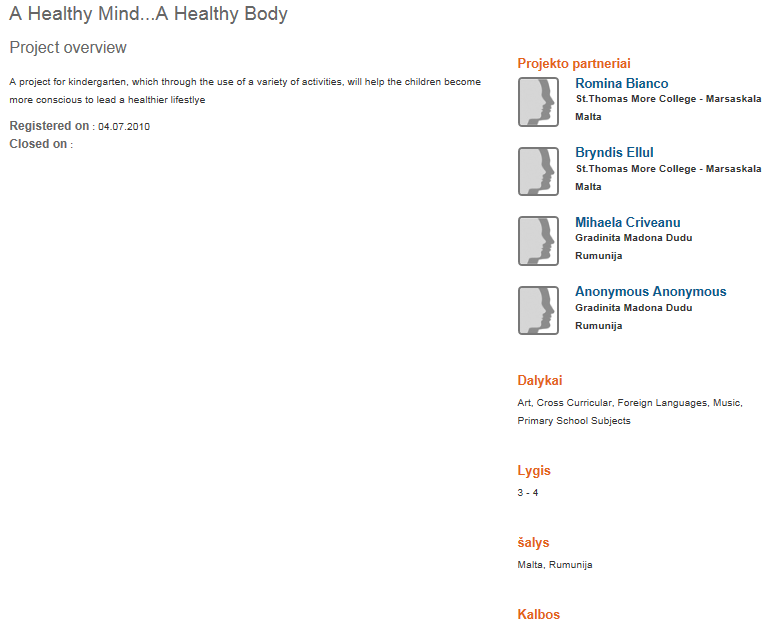 A Healthy Mind...A Healthy Body
Project overview
A project for kindergarten, which through the use of a variety of activities, will help the children become
more conscious to lead a healthier lifestlye
Registered on : 04.07.2010
Closed on :
Projekto partneriai
Romina Bianco
St.Thomas More College - Marsaskala
Malta
Bryndis Ellul
St.Thomas More College - Marsaskala
Malta
Mihaela Criveanu
Gradinita Madona Dudu
Rumunija
Anonymous Anonymous
Gradinita Madona Dudu
Rumunija
Dalykai
Art, Cross Curricular, Foreign Languages, Music,
Primary School Subjects
Lygis
3 - 4
šalys
Malta, Rumunija
Kalbos